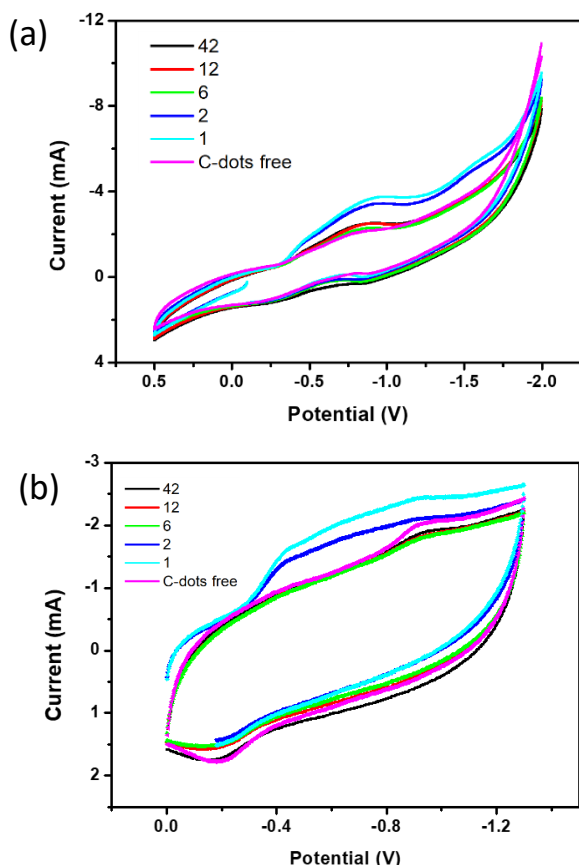 (a)
-12
-8
-4
0
4
Current (mA)
42
12
6
2
1
C-dots free
0.5 0.0 -0.5 -1.0 -1.5 -2.0
Potential (V)
(b)
-3
-2
-1
0
1
2
Current (mA)
42
12
6
2
1
C-dots free
0.0 -0.4 -0.8 -1.2
Potential (V)